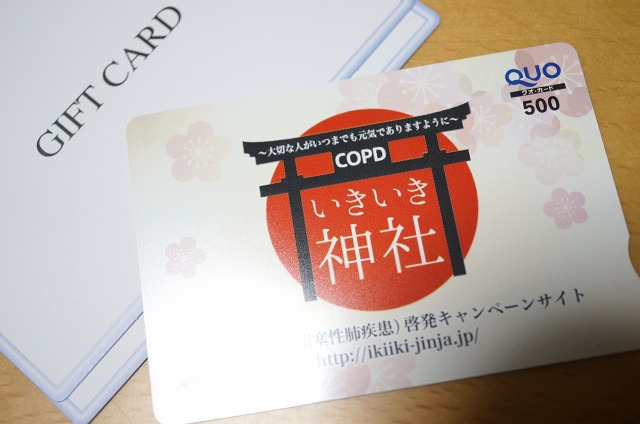 GIFT CARD
QUO
クオ・カード
500
～大切な人がいつまでも元気でありますように～
COPD
いきいき
神社
塞性肺疾患）啓発キャンペーンサイト
http://ikiiki-jinja.jp/